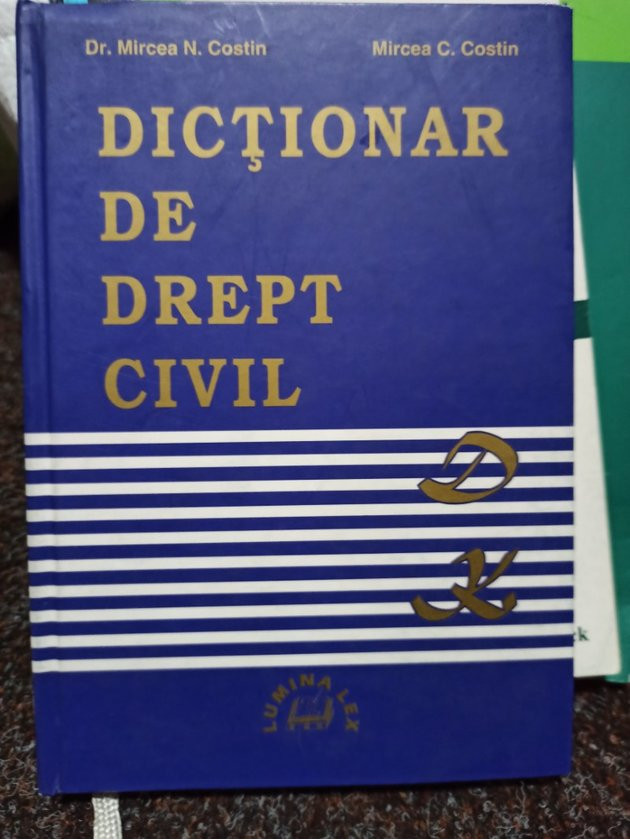 Dr. Mircea N. Costin
Mircea C. Costin
DICŢIONAR
DE
DREPT
CIVIL
D
K
LUMINA LEX